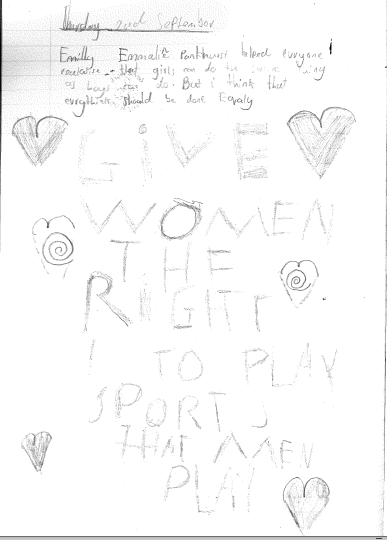 Thursday 2nd September
Emilly Emmaline Pankhurst helped everyone
realise that girls can do the same thing
as boys can do. But i think that
everything should be done Equally
GiVE
WOMEN
THE
RiGHT
TO PLAY
SPORTS
THAT MEN
PLAY